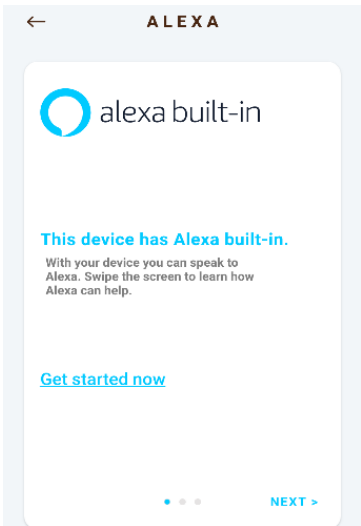 ALEXA
alexa built-in
This device has Alexa built-in.
With your device you can speak to
Alexa. Swipe the screen to learn how
Alexa can help.
Get started now
NEXT >